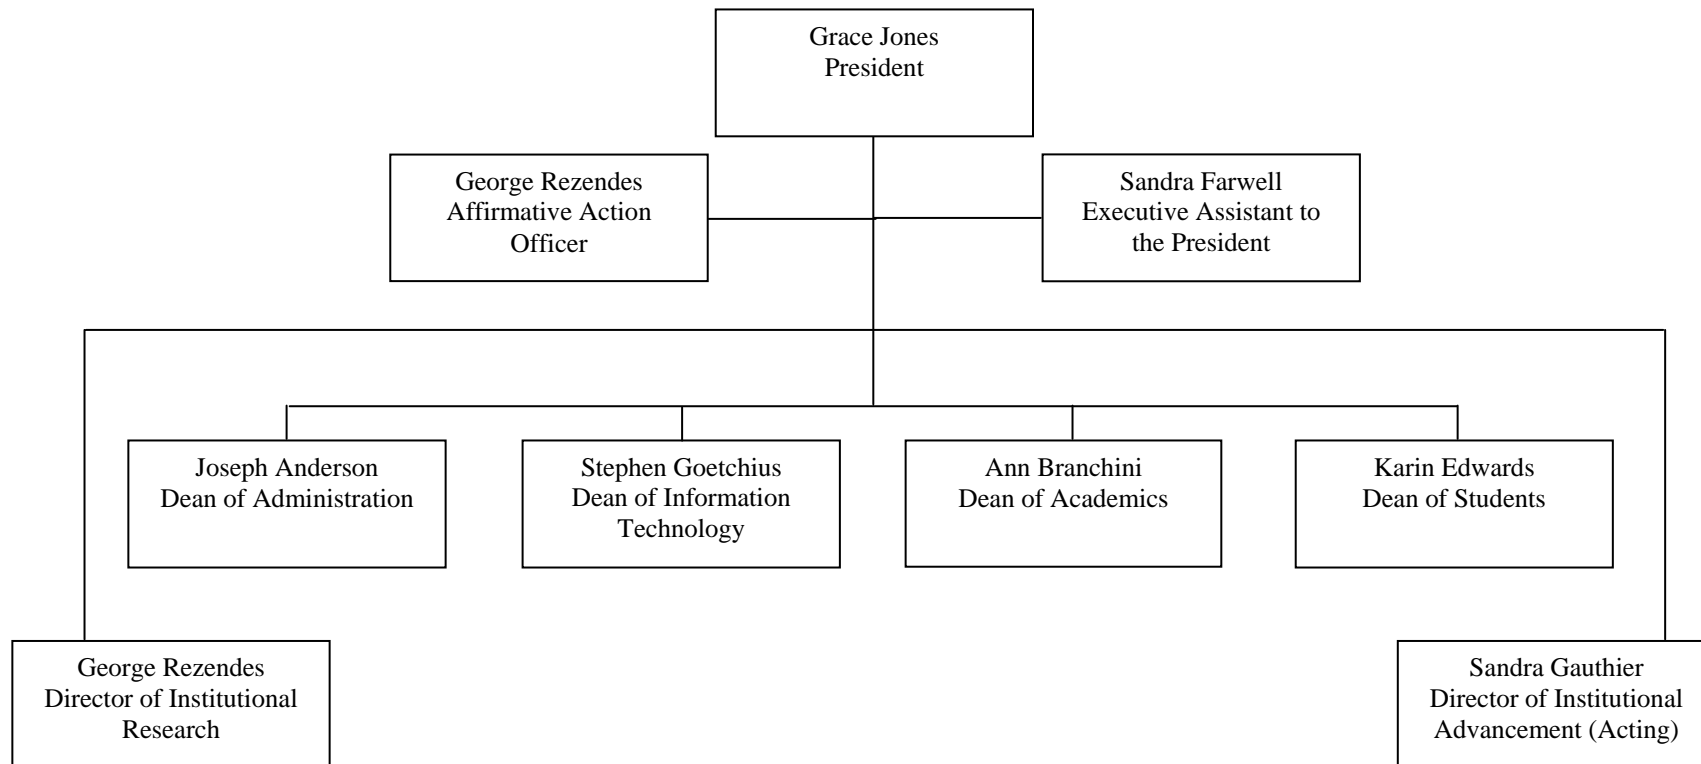 Grace Jones
President
George Rezendes
Affirmative Action
Officer
Sandra Farwell
Executive Assistant to
the President
Joseph Anderson
Dean of Administration
Stephen Goetchius
Dean of Information
Technology
Ann Branchini
Dean of Academics
Karin Edwards
Dean of Students
George Rezendes
Director of Institutional
Research
Sandra Gauthier
Director of Institutional
Advancement (Acting)